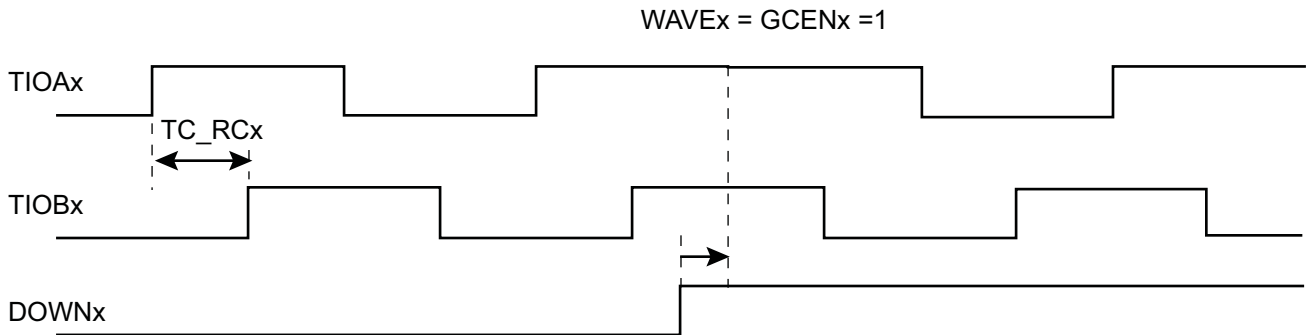 WAVEx = GCENx =1
TIOAx
TC_RCx
TIOBx
DOWNx